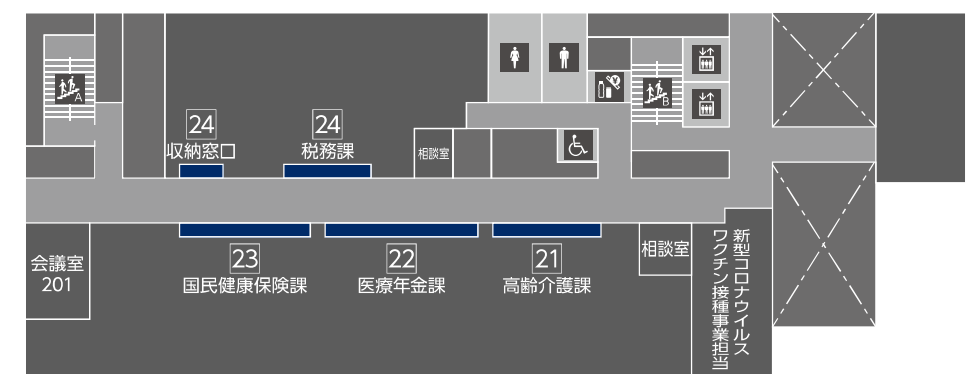 A
B
24
収納窓口
24
税務課
相談室
会議室
201
23
国民健康保険課
22
医療年金課
21
高齢介護課
相談室
新型コロナウイルス
ワクチン接種事業担当